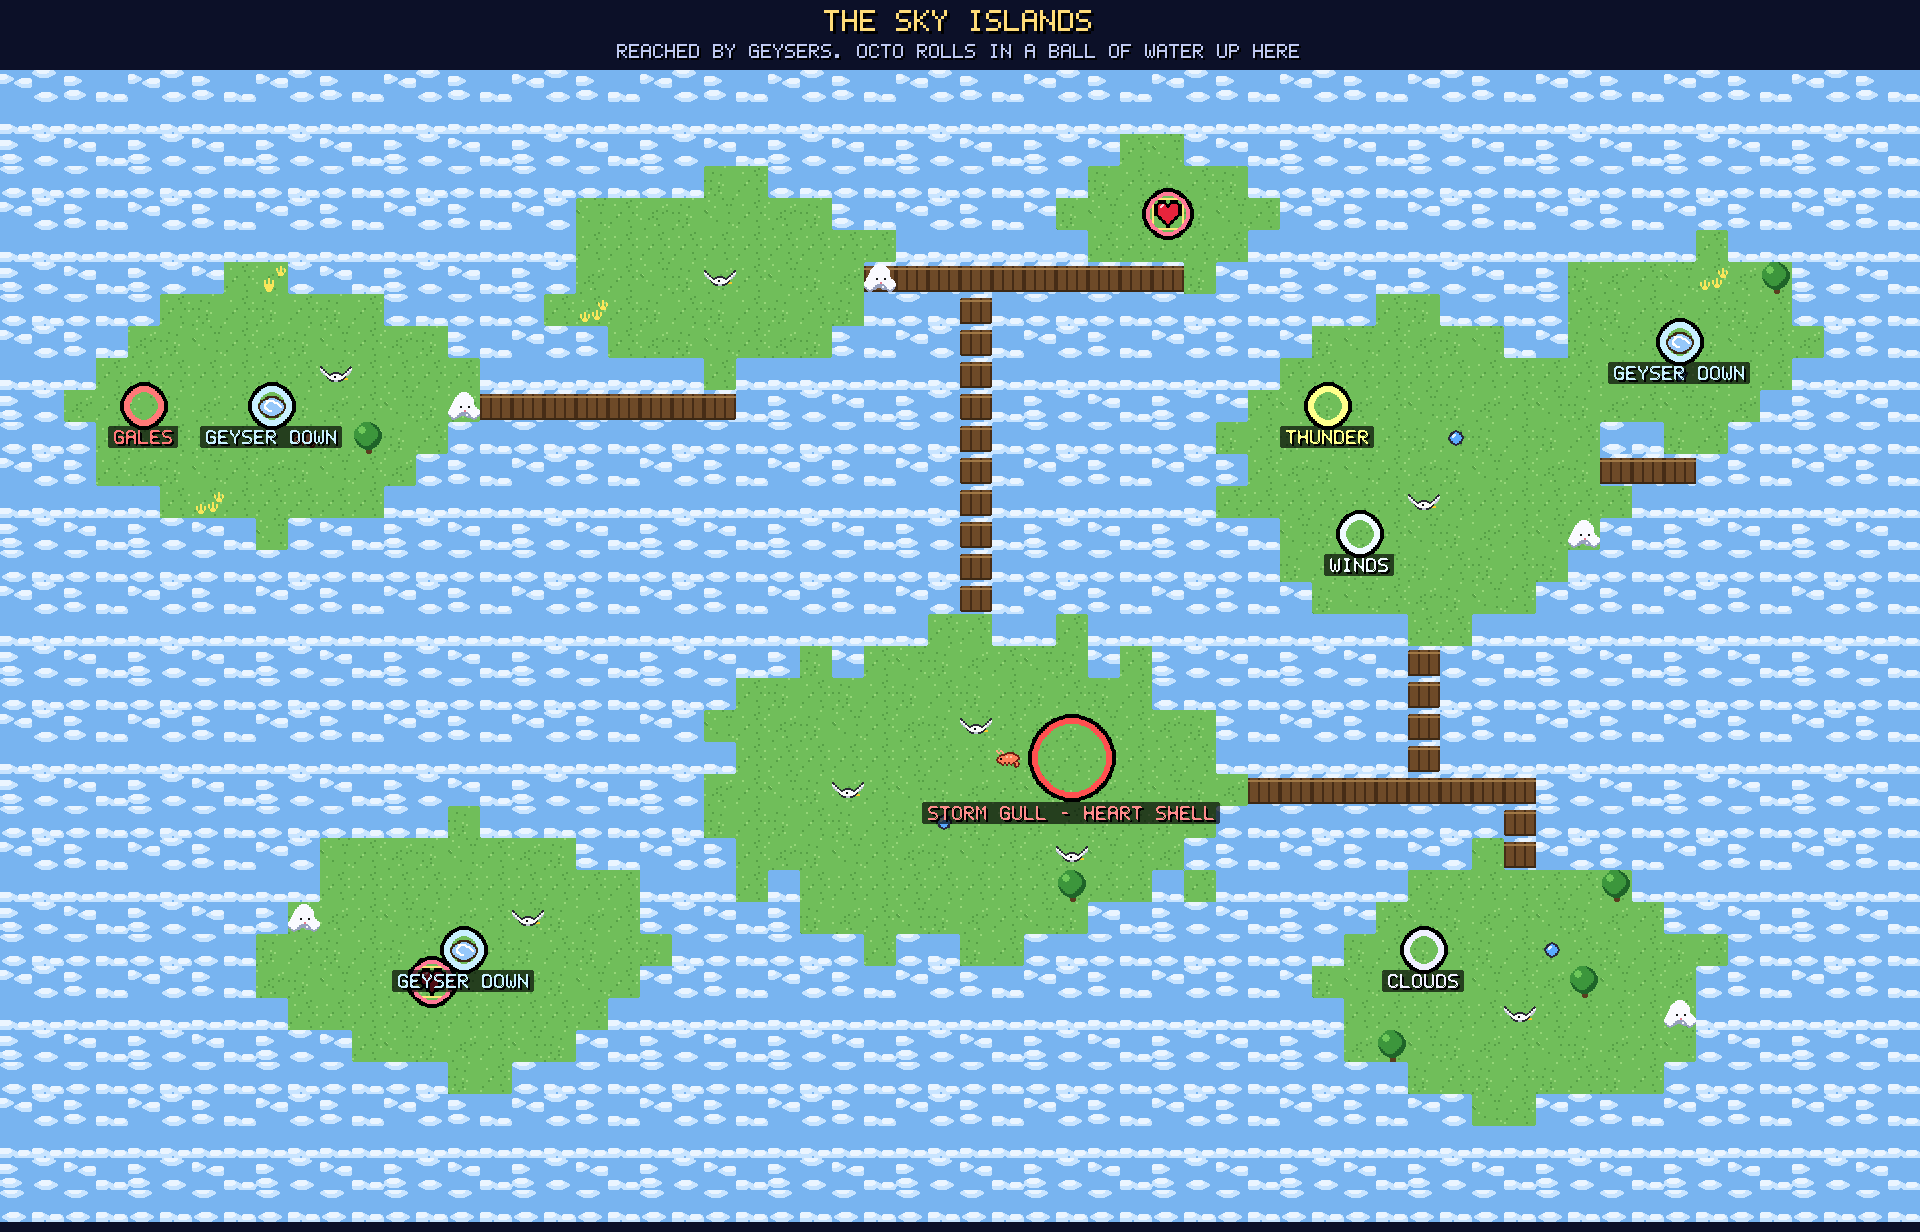 THE SKY ISLANDS
REACHED BY GEYSERS. OCTO ROLLS IN A BALL OF WATER UP HERE
GEYSER DOWN
GALES
GEYSER DOWN
THUNDER
WINDS
STORM GULL - HEART SHELL
GEYSER DOWN
CLOUDS